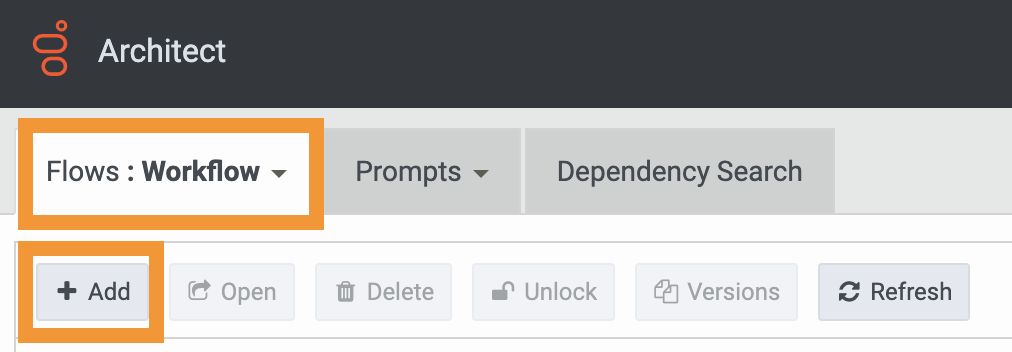 Architect
Flows : Workflow Prompts Dependency Search
Add Open Delete Unlock Versions Refresh